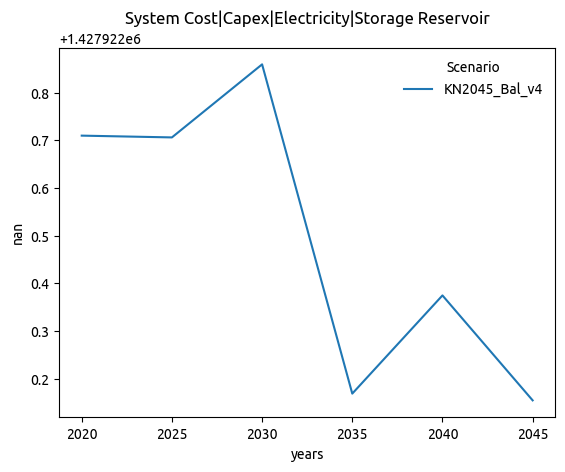 System Cost|Capex|Electricity|Storage Reservoir
+1.427922e6
Scenario
KN2045_Bal_v4
0.8
0.7
0.6
0.5
0.4
0.3
0.2
nan
2020 2025 2030 2035 2040 2045
years